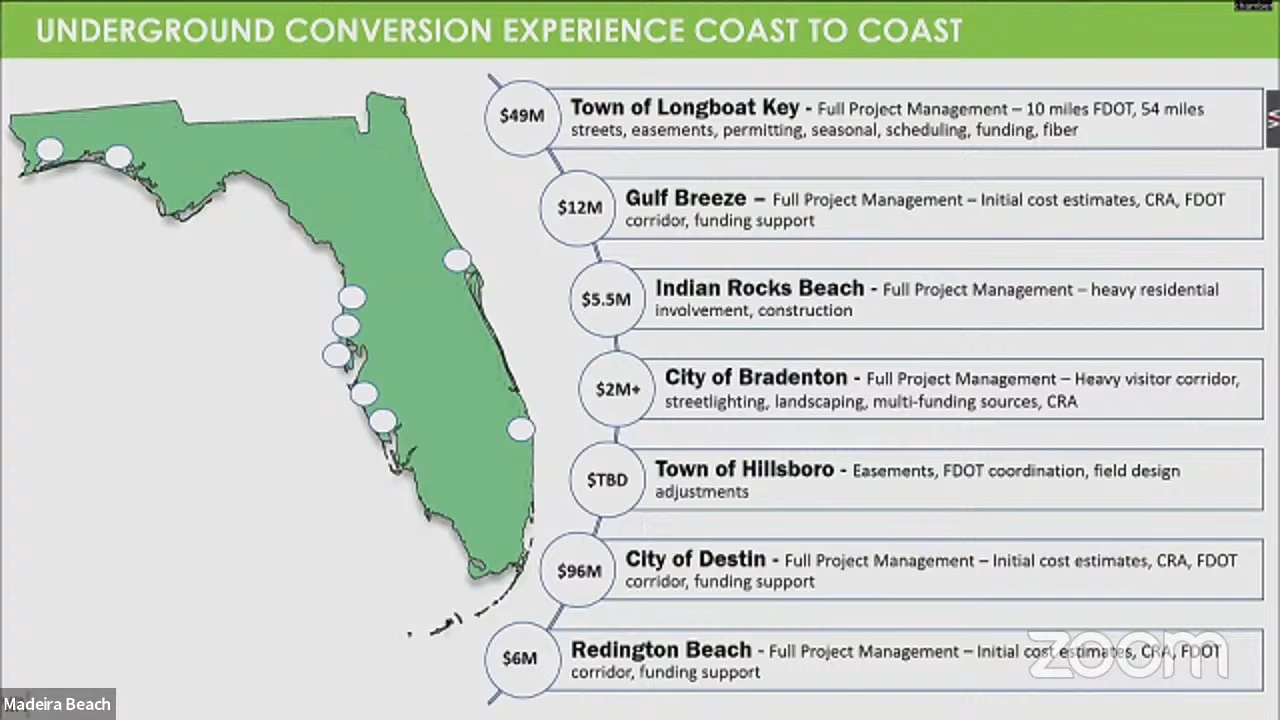 chamber
UNDERGROUND CONVERSION EXPERIENCE COAST TO COAST
$49M
Town of Longboat Key - Full Project Management – 10 miles FDOT, 54 miles
streets, easements, permitting, seasonal, scheduling, funding, fiber
$12M
Gulf Breeze – Full Project Management – Initial cost estimates, CRA, FDOT
corridor, funding support
$5.5M
Indian Rocks Beach - Full Project Management – heavy residential
involvement, construction
$2M+
City of Bradenton - Full Project Management – Heavy visitor corridor,
streetlighting, landscaping, multi-funding sources, CRA
$TBD
Town of Hillsboro - Easements, FDOT coordination, field design
adjustments
$96M
City of Destin - Full Project Management – Initial cost estimates, CRA, FDOT
corridor, funding support
$6M
Redington Beach - Full Project Management – Initial cost estimates, CRA, FDOT
corridor, funding support
zoom
Madeira Beach